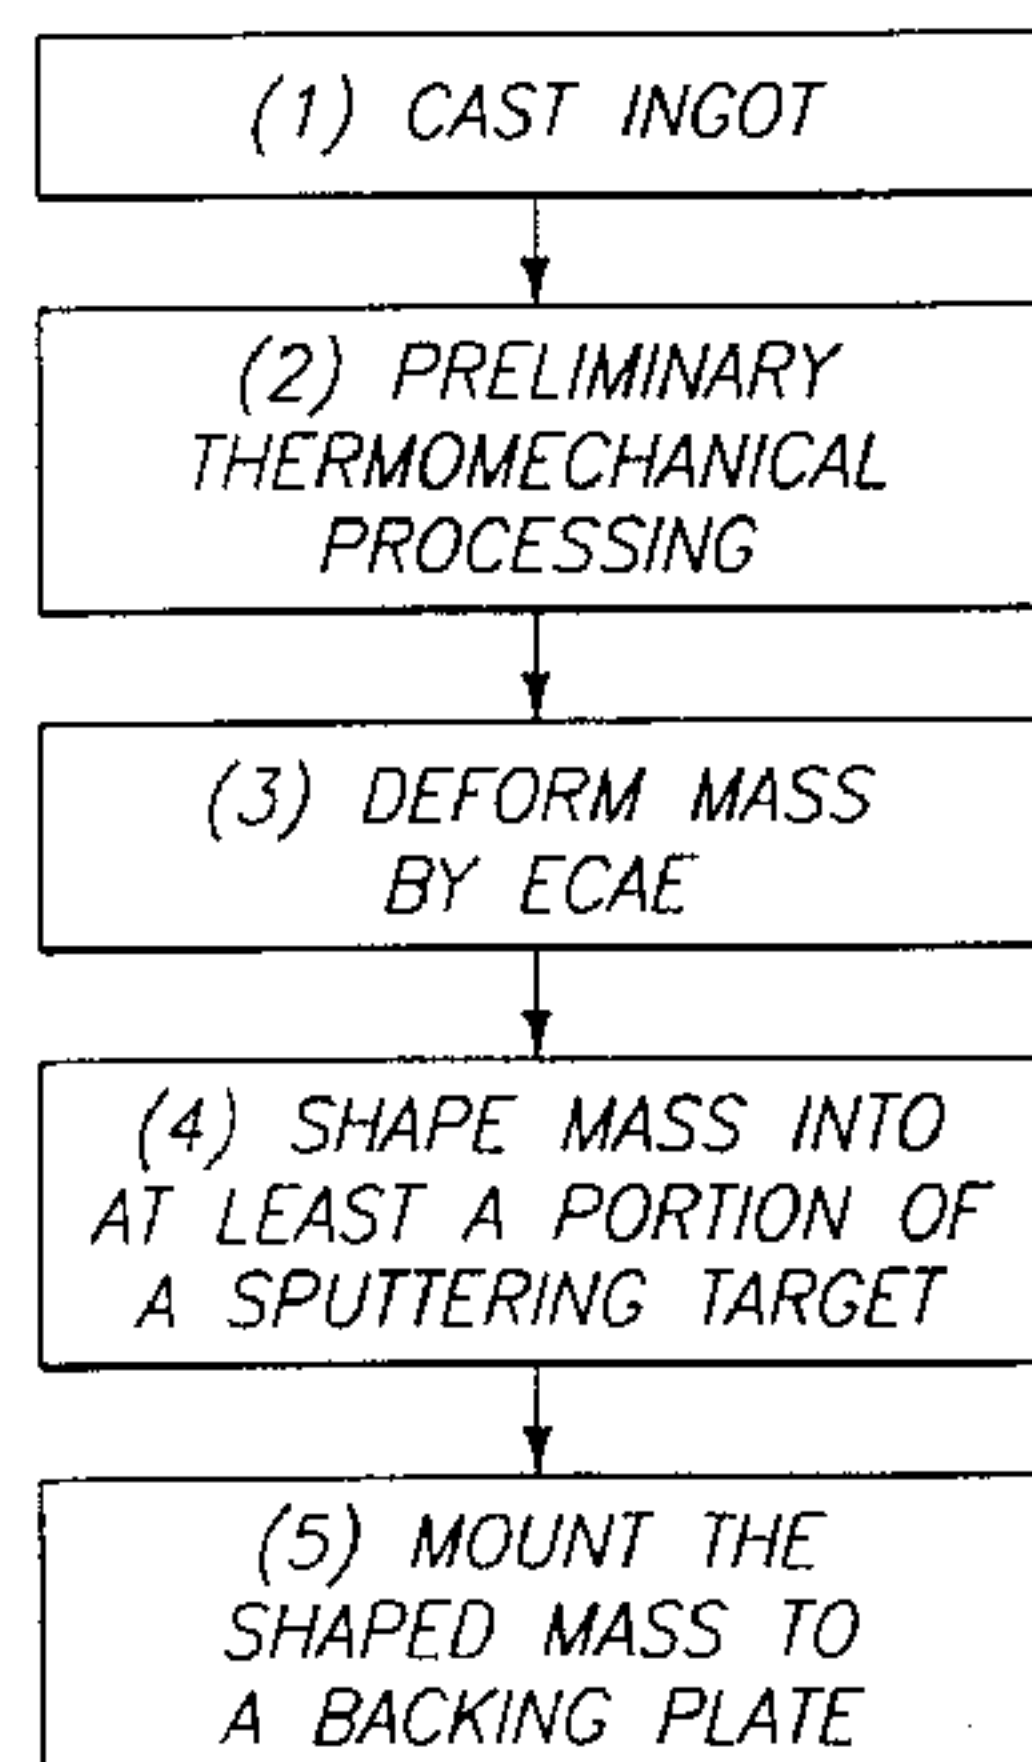 (1) CAST INGOT
(2) PRELIMINARY
THERMOMECHANICAL
PROCESSING
(3) DEFORM MASS
BY ECAE
(4) SHAPE MASS INTO
AT LEAST A PORTION OF
A SPUTTERING TARGET
(5) MOUNT THE
SHAPED MASS TO
A BACKING PLATE